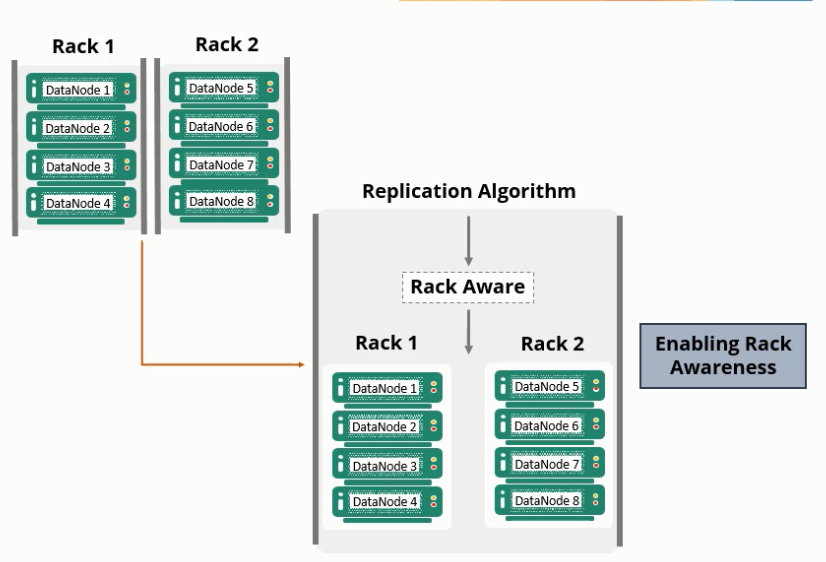 Rack 1
Rack 2
DataNode 1
DataNode 2
DataNode 3
DataNode 4
DataNode 5
DataNode 6
DataNode 7
DataNode 8
Replication Algorithm
Rack Aware
Rack 1
Rack 2
DataNode 1
DataNode 2
DataNode 3
DataNode 4
DataNode 5
DataNode 6
DataNode 7
DataNode 8
Enabling Rack
Awareness